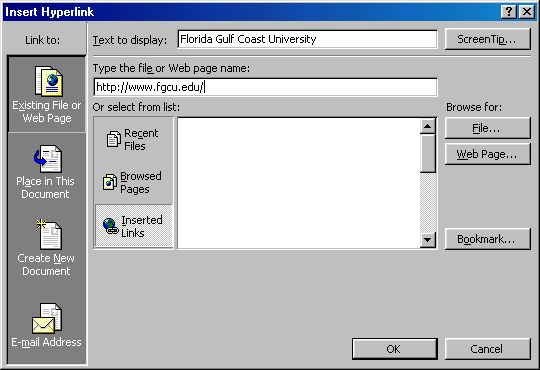 Insert Hyperlink
Link to:
Text to display:
Florida Gulf Coast University
ScreenTip...
Type the file or Web page name:
http://www.fgcu.edu/
Existing File or
Web Page
Or select from list:
Browse for:
Recent
Files
File...
Browsed
Pages
Web Page...
Place in This
Document
Inserted
Links
Bookmark...
Create New
Document
E-mail Address
OK
Cancel